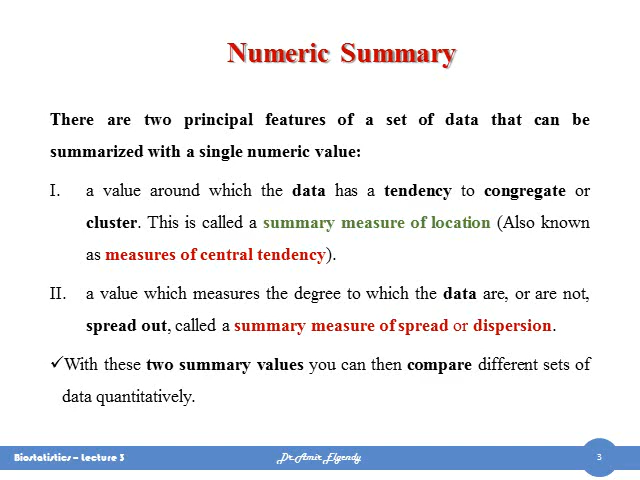 Numeric Summary
There are two principal features of a set of data that can be
summarized with a single numeric value:
I. a value around which the data has a tendency to congregate or
cluster. This is called a summary measure of location (Also known
as measures of central tendency).
II. a value which measures the degree to which the data are, or are not,
spread out, called a summary measure of spread or dispersion.
✓With these two summary values you can then compare different sets of
data quantitatively.
Biostatistics – Lecture 3
Dr. Amir Elgendy
3